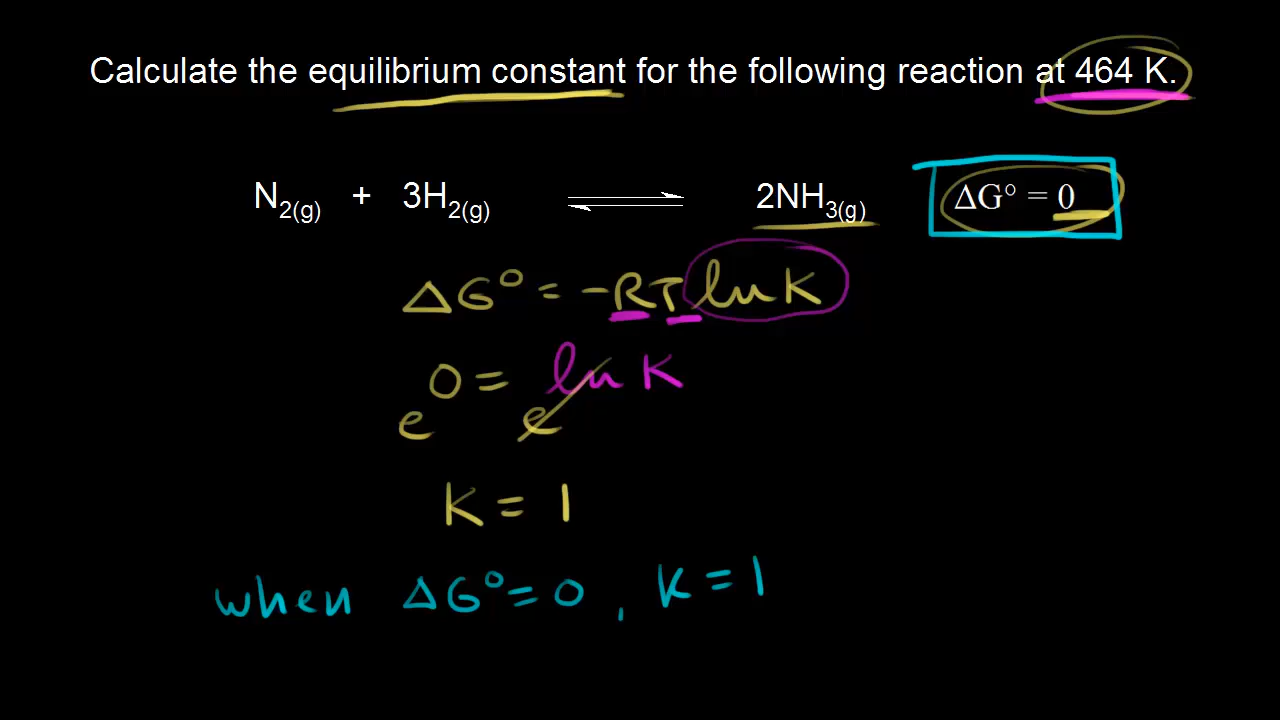 Calculate the equilibrium constant for the following reaction at 464 K.
N₂(g) + 3H₂(g) ⇌ 2NH₃(g) ΔG° = 0
ΔG° = -RT ln K
0 = ln K
e e
K = 1
when ΔG° = 0, K = 1